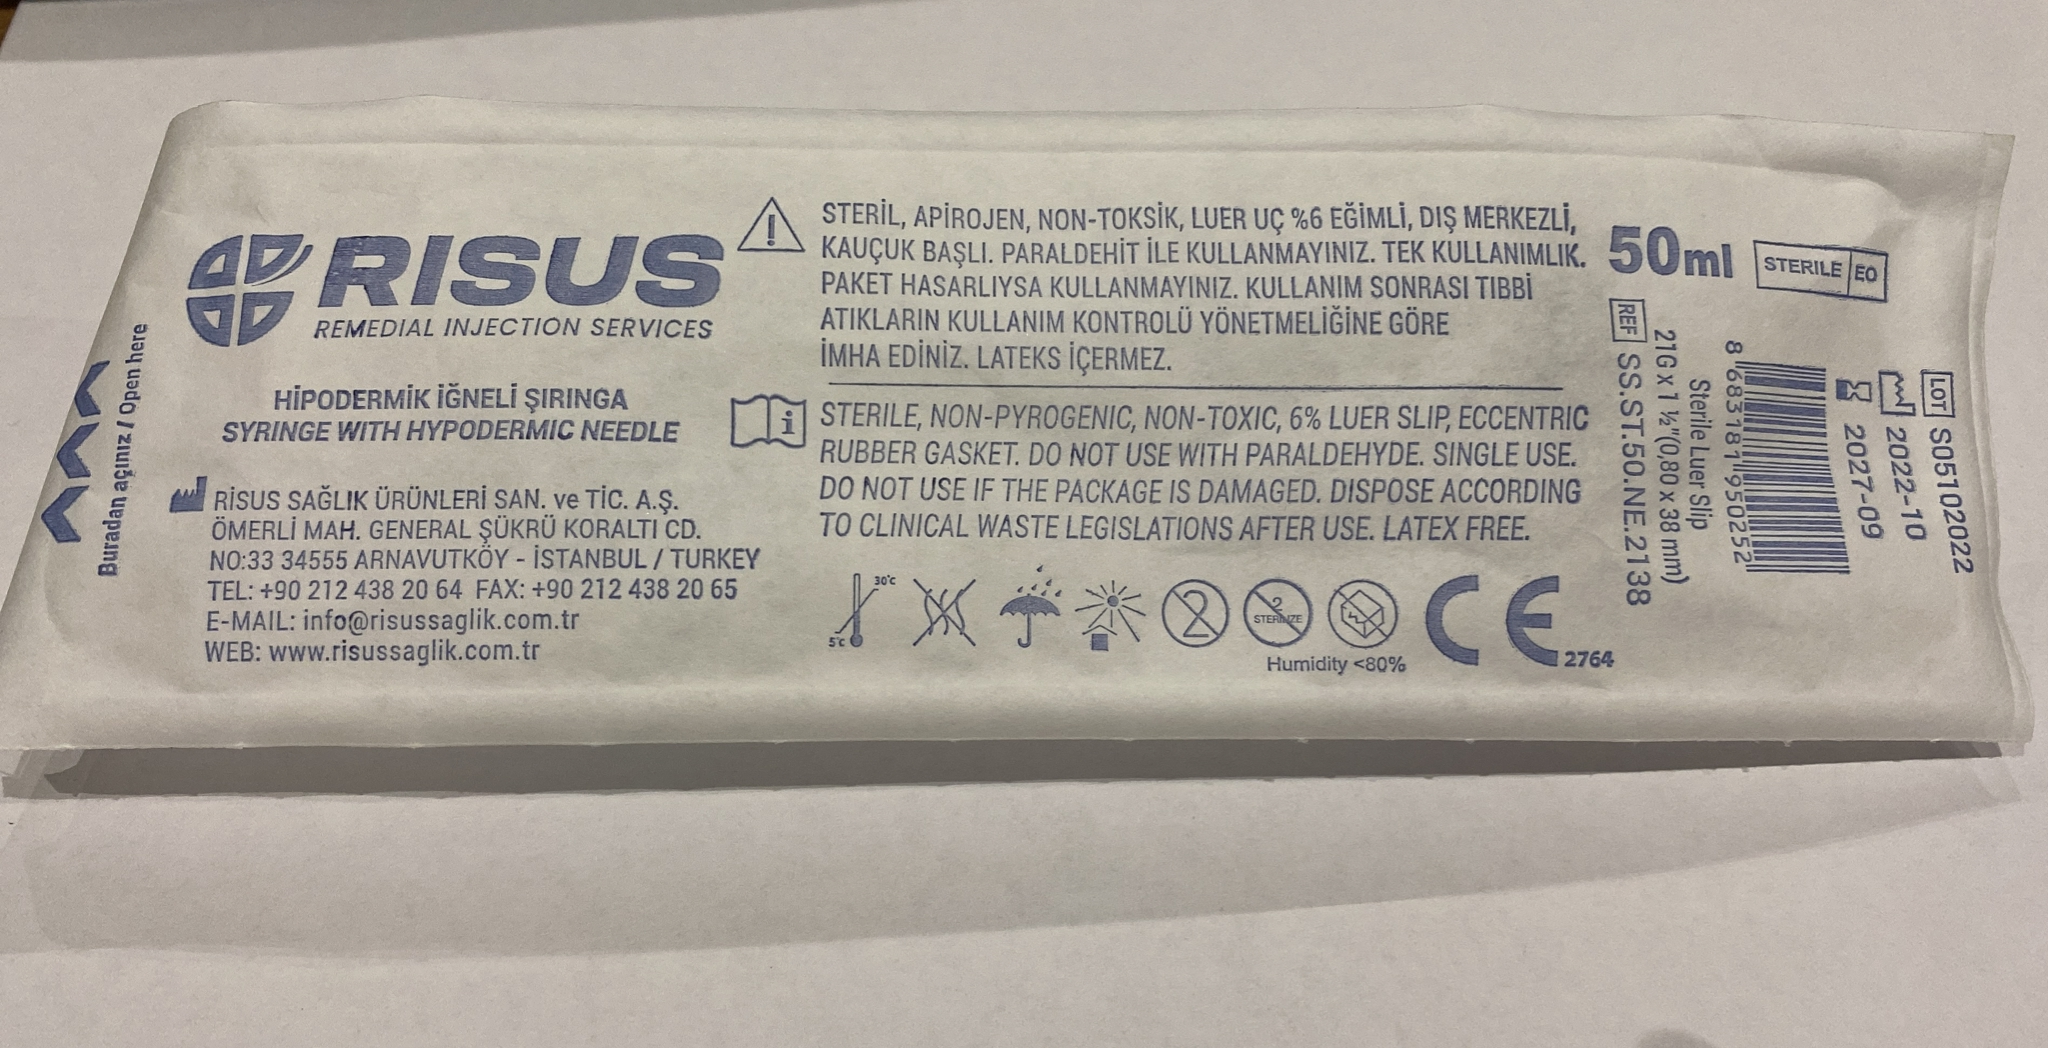 Buradan açınız / Open here
RISUS
REMEDIAL INJECTION SERVICES
HİPODERMİK İĞNELİ ŞIRINGA
SYRINGE WITH HYPODERMIC NEEDLE
RİSUS SAĞLIK ÜRÜNLERİ SAN. ve TİC. A.Ş.
ÖMERLİ MAH. GENERAL ŞÜKRÜ KORALTI CD.
NO:33 34555 ARNAVUTKÖY - İSTANBUL / TURKEY
TEL: +90 212 438 20 64 FAX: +90 212 438 20 65
E-MAIL: info@risussaglik.com.tr
WEB: www.risussaglik.com.tr
STERİL, APİROJEN, NON-TOKSİK, LUER UÇ %6 EĞİMLİ, DIŞ MERKEZLİ,
KAUÇUK BAŞLI. PARALDEHİT İLE KULLANMAYINIZ. TEK KULLANIMLIK.
PAKET HASARLIYSA KULLANMAYINIZ. KULLANIM SONRASI TIBBİ
ATIKLARIN KULLANIM KONTROLÜ YÖNETMELİĞİNE GÖRE
İMHA EDİNİZ. LATEKS İÇERMEZ.
STERILE, NON-PYROGENIC, NON-TOXIC, 6% LUER SLIP, ECCENTRIC
RUBBER GASKET. DO NOT USE WITH PARALDEHYDE. SINGLE USE.
DO NOT USE IF THE PACKAGE IS DAMAGED. DISPOSE ACCORDING
TO CLINICAL WASTE LEGISLATIONS AFTER USE. LATEX FREE.
5°C 30°C
2
2 STERILIZE
Humidity <80%
CE 2764
50ml
STERILE EO
REF SS.ST.50.NE.2138
21G x 1 ½"(0,80 x 38 mm)
Sterile Luer Slip
8 683181 950252
2027-09
2022-10
LOT S05102022